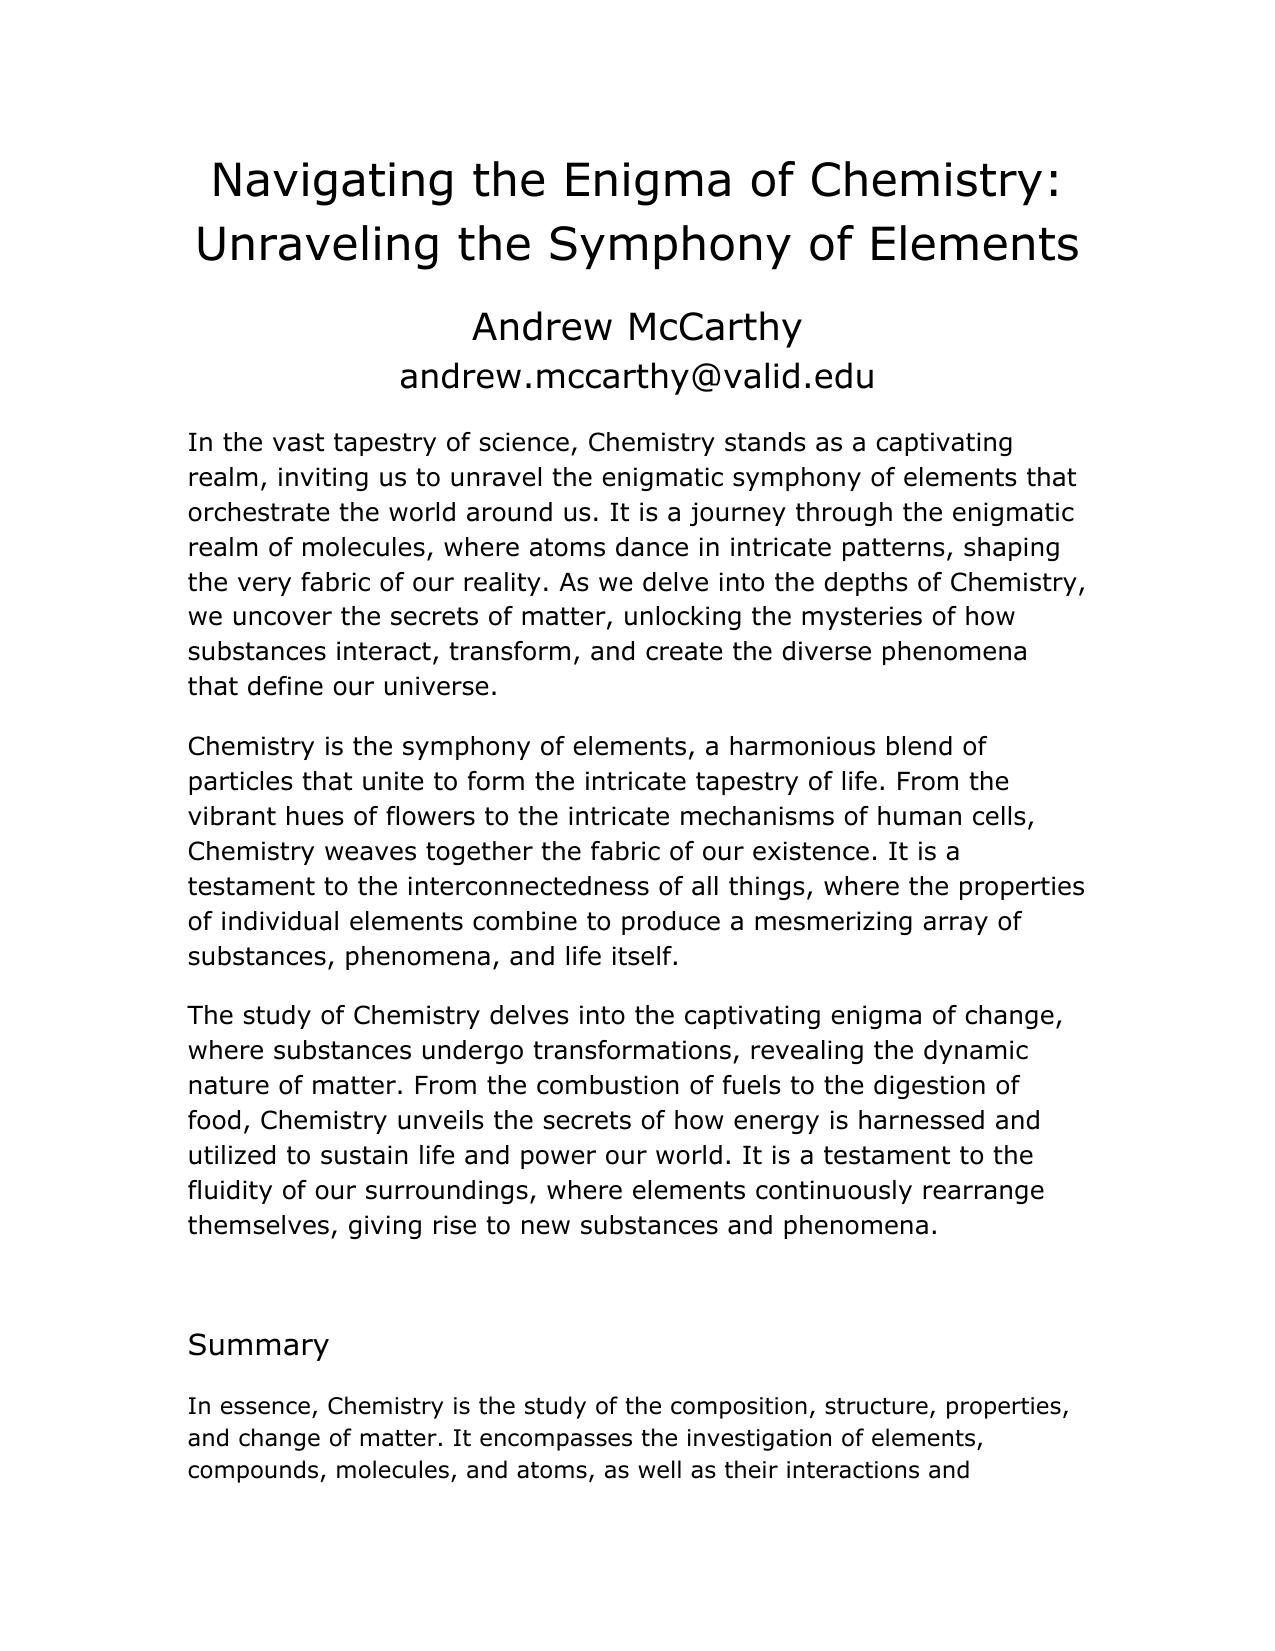 Navigating the Enigma of Chemistry:
Unraveling the Symphony of Elements
Andrew McCarthy
andrew.mccarthy@valid.edu
In the vast tapestry of science, Chemistry stands as a captivating
realm, inviting us to unravel the enigmatic symphony of elements that
orchestrate the world around us. It is a journey through the enigmatic
realm of molecules, where atoms dance in intricate patterns, shaping
the very fabric of our reality. As we delve into the depths of Chemistry,
we uncover the secrets of matter, unlocking the mysteries of how
substances interact, transform, and create the diverse phenomena
that define our universe.
Chemistry is the symphony of elements, a harmonious blend of
particles that unite to form the intricate tapestry of life. From the
vibrant hues of flowers to the intricate mechanisms of human cells,
Chemistry weaves together the fabric of our existence. It is a
testament to the interconnectedness of all things, where the properties
of individual elements combine to produce a mesmerizing array of
substances, phenomena, and life itself.
The study of Chemistry delves into the captivating enigma of change,
where substances undergo transformations, revealing the dynamic
nature of matter. From the combustion of fuels to the digestion of
food, Chemistry unveils the secrets of how energy is harnessed and
utilized to sustain life and power our world. It is a testament to the
fluidity of our surroundings, where elements continuously rearrange
themselves, giving rise to new substances and phenomena.
Summary
In essence, Chemistry is the study of the composition, structure, properties,
and change of matter. It encompasses the investigation of elements,
compounds, molecules, and atoms, as well as their interactions and